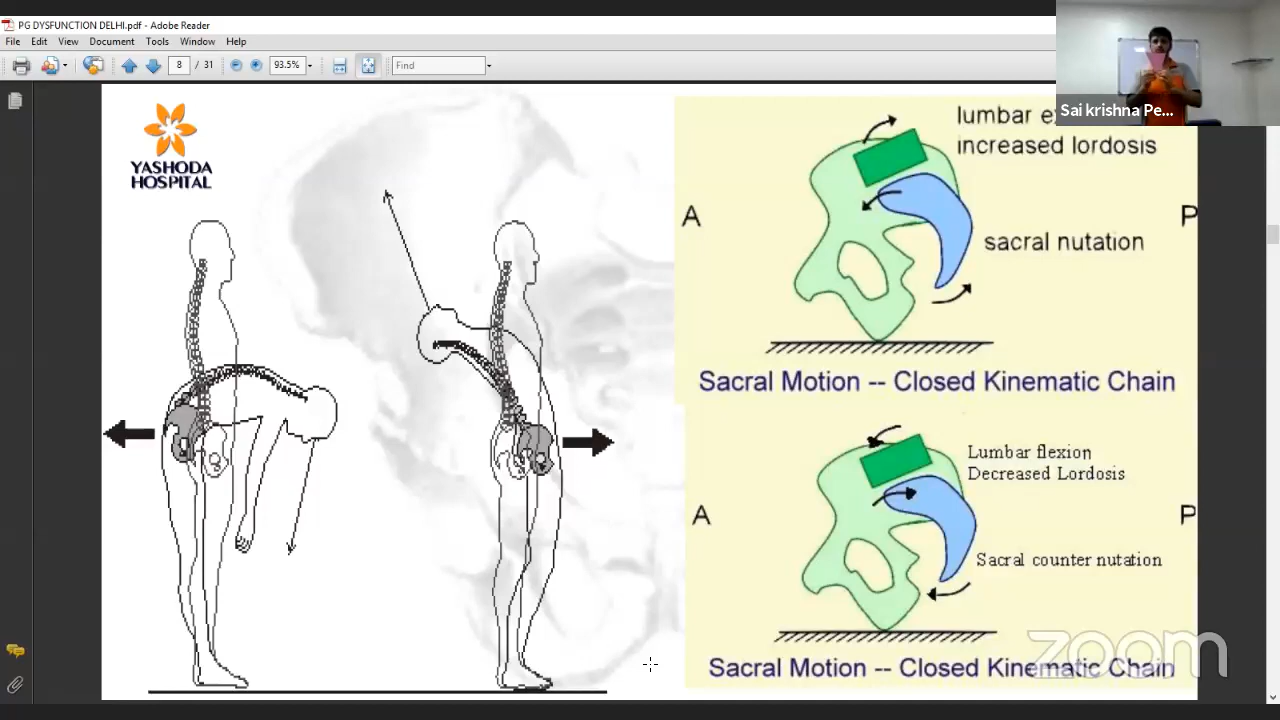 PG DYSFUNCTION DELHI.pdf - Adobe Reader
File Edit View Document Tools Window Help
8 / 31 93.5% Find
Sai krishna Pe...
YASHODA
HOSPITAL
lumbar
increased lordosis
A
P
sacral nutation
Sacral Motion -- Closed Kinematic Chain
Lumbar flexion
Decreased Lordosis
A
P
Sacral counter nutation
Sacral Motion -- Closed Kinematic Chain
zoom